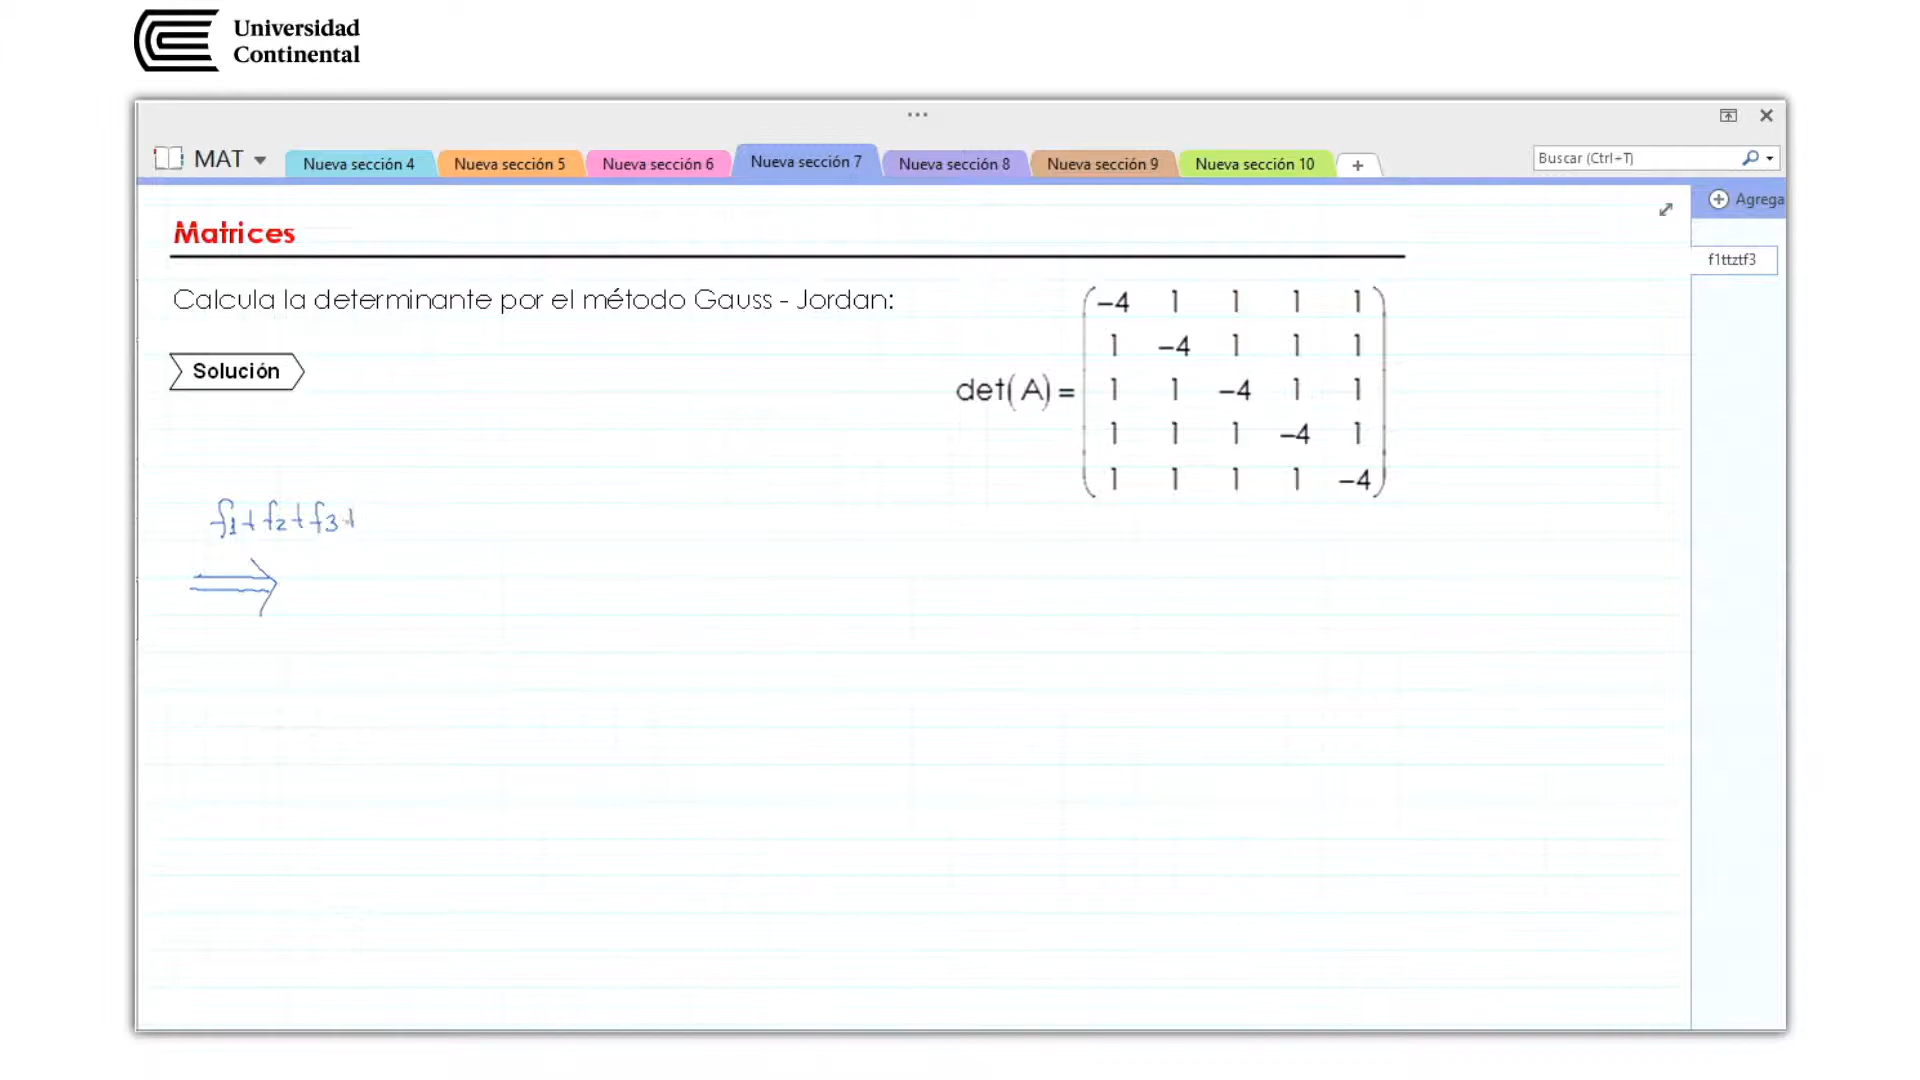 Universidad
Continental
MAT
Nueva sección 4
Nueva sección 5
Nueva sección 6
Nueva sección 7
Nueva sección 8
Nueva sección 9
Nueva sección 10
+
Buscar (Ctrl+T)
Agrega
f1ttztf3
Matrices
Calcula la determinante por el método Gauss - Jordan:
Solución
det(A) =
-4 1 1 1 1
1 -4 1 1 1
1 1 -4 1 1
1 1 1 -4 1
1 1 1 1 -4
f1+f2+f3+
⇒